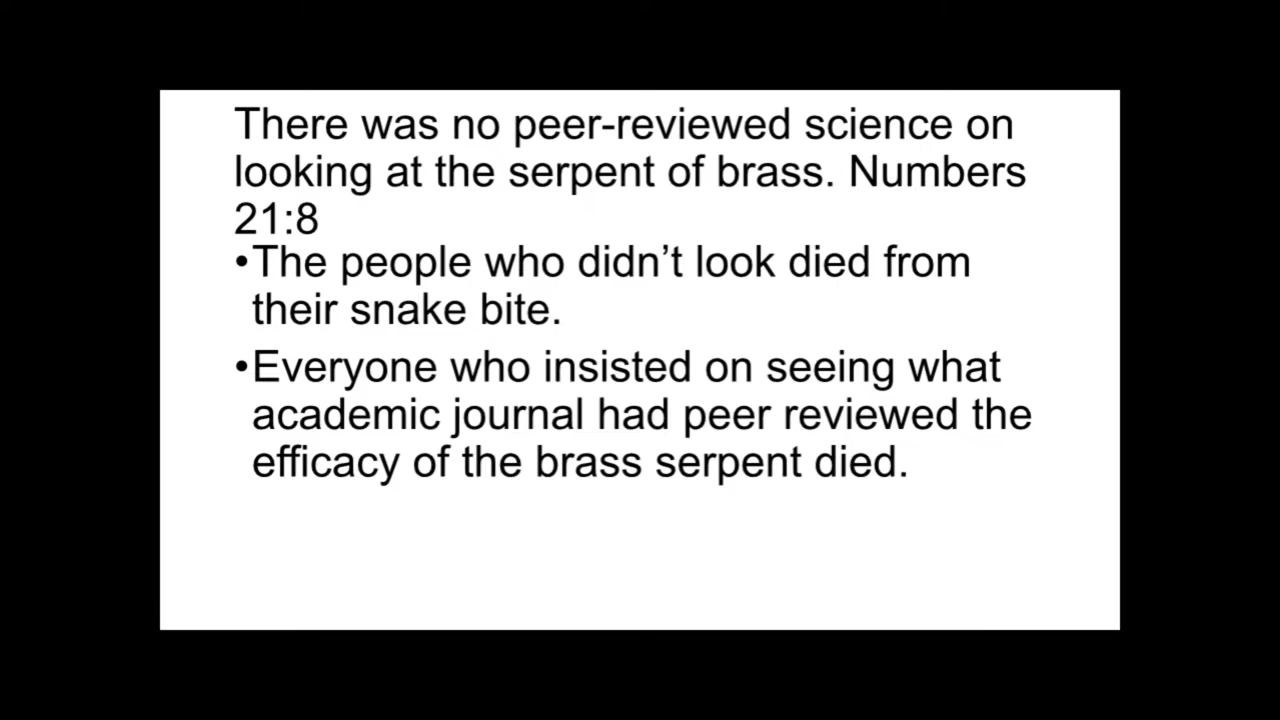 There was no peer-reviewed science on
looking at the serpent of brass. Numbers
21:8
•The people who didn’t look died from
their snake bite.
•Everyone who insisted on seeing what
academic journal had peer reviewed the
efficacy of the brass serpent died.